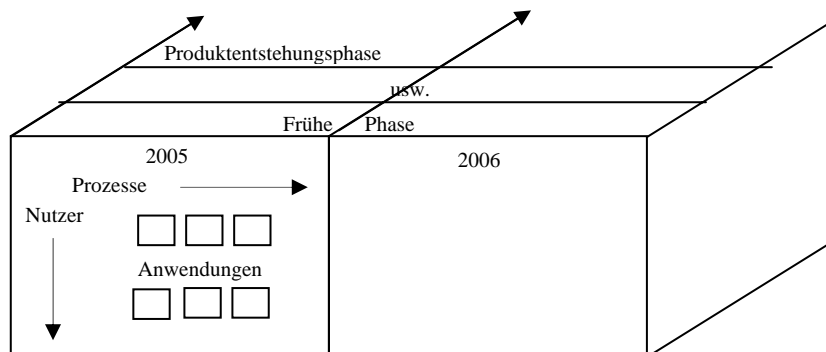 Produktentstehungsphase
usw.
Frühe Phase
2005
2006
Prozesse
Nutzer
Anwendungen